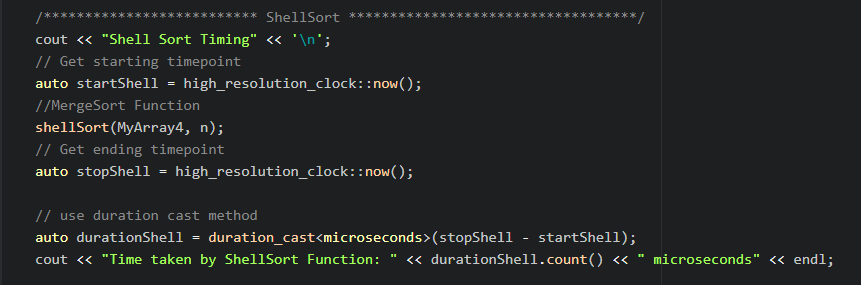 /************************** ShellSort ***********************************/
cout << "Shell Sort Timing" << '\n';
// Get starting timepoint
auto startShell = high_resolution_clock::now();
//MergeSort Function
shellSort(MyArray4, n);
// Get ending timepoint
auto stopShell = high_resolution_clock::now();
// use duration cast method
auto durationShell = duration_cast<microseconds>(stopShell - startShell);
cout << "Time taken by ShellSort Function: " << durationShell.count() << " microseconds" << endl;